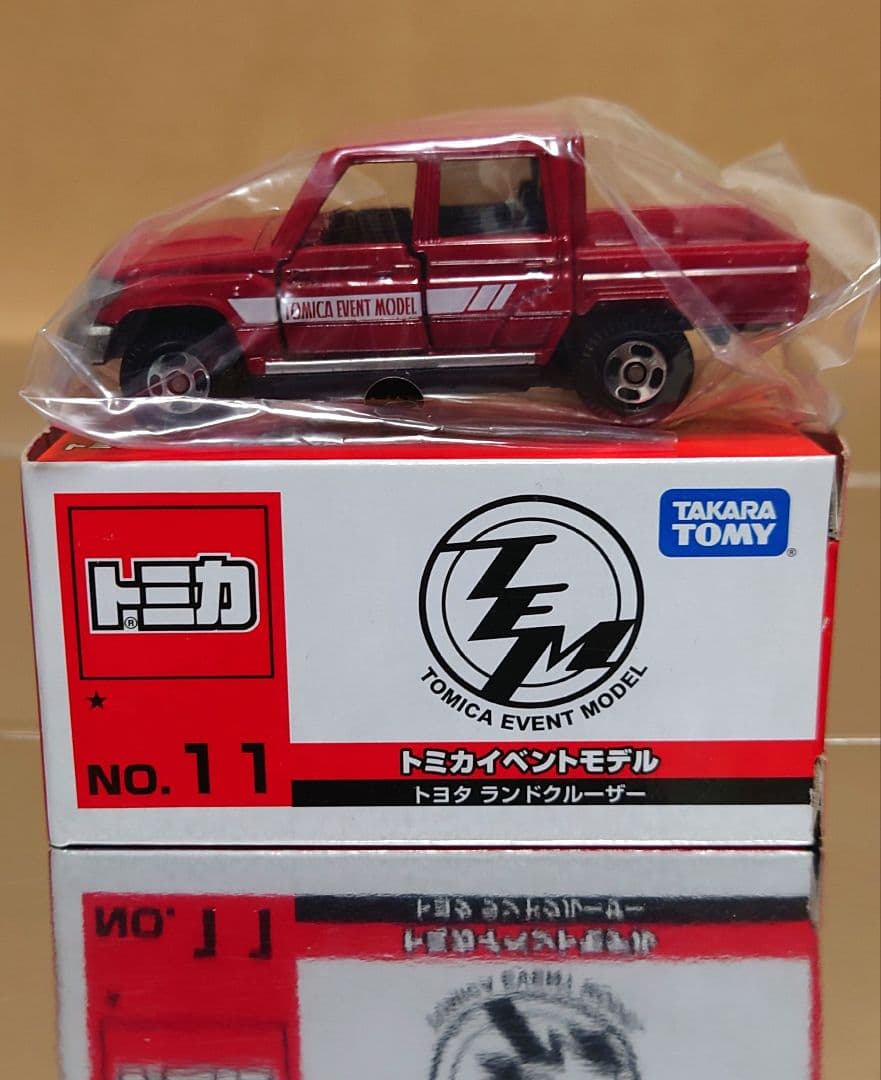 TOMICA EVENT MODEL
トミカ®
TEM
TOMICA EVENT MODEL
TAKARA
TOMY®
★
NO.11
トミカイベントモデル
トヨタ ランドクルーザー